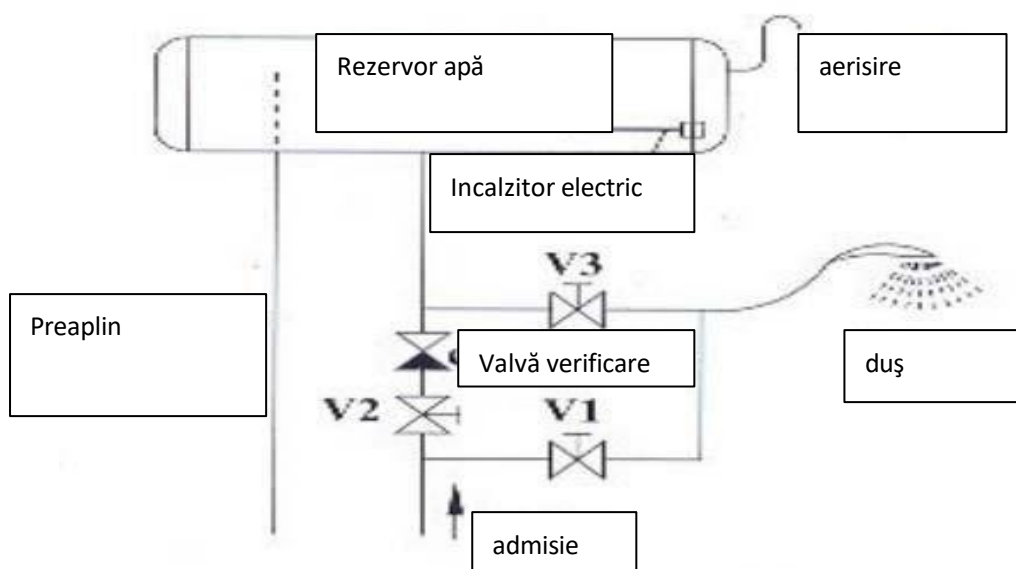 Rezervor apă
aerisire
Incalzitor electric
V3
Preaplin
Valvă verificare
duş
V2
V1
admisie